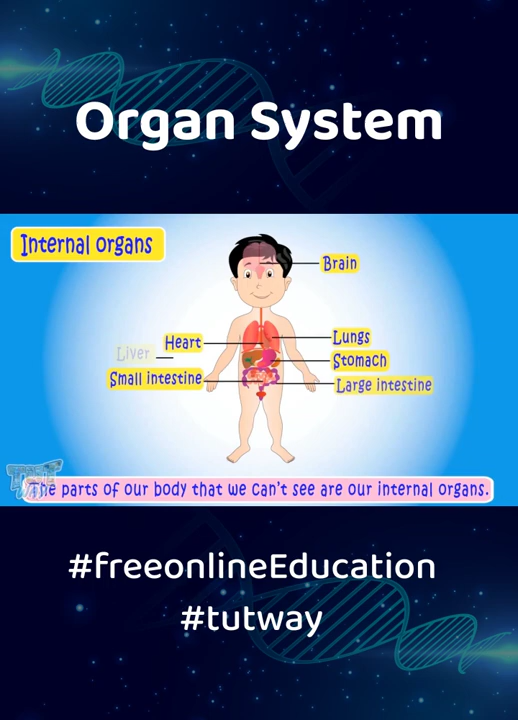 Organ System
Internal organs
Brain
Heart
Lungs
Liver
Stomach
Small intestine
Large intestine
The parts of our body that we can't see are our internal organs.
#freeonlineEducation
#tutway